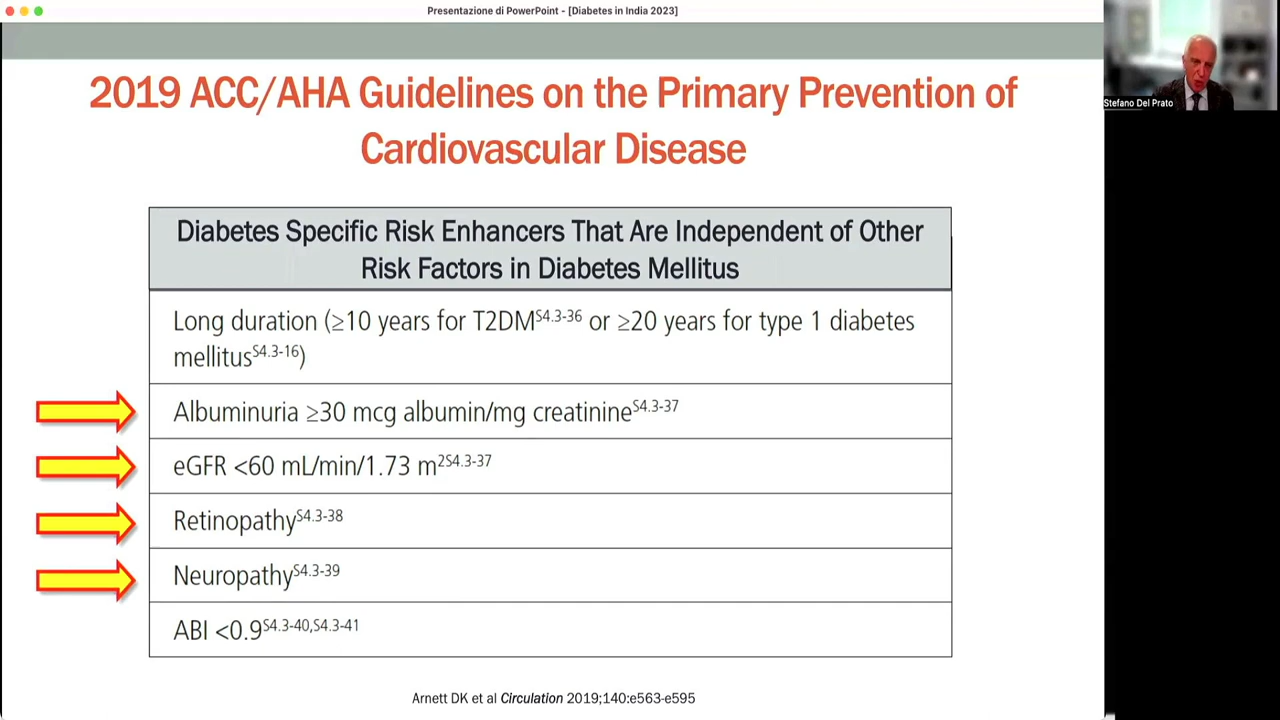 Presentazione di PowerPoint - [Diabetes in India 2023]
Stefano Del Prato
2019 ACC/AHA Guidelines on the Primary Prevention of
Cardiovascular Disease
Diabetes Specific Risk Enhancers That Are Independent of Other
Risk Factors in Diabetes Mellitus
Long duration (≥10 years for T2DMS4.3-36 or ≥20 years for type 1 diabetes
mellitusS4.3-16)
Albuminuria ≥30 mcg albumin/mg creatinineS4.3-37
eGFR <60 mL/min/1.73 m2S4.3-37
RetinopathyS4.3-38
NeuropathyS4.3-39
ABI <0.9S4.3-40,S4.3-41
Arnett DK et al Circulation 2019;140:e563-e595